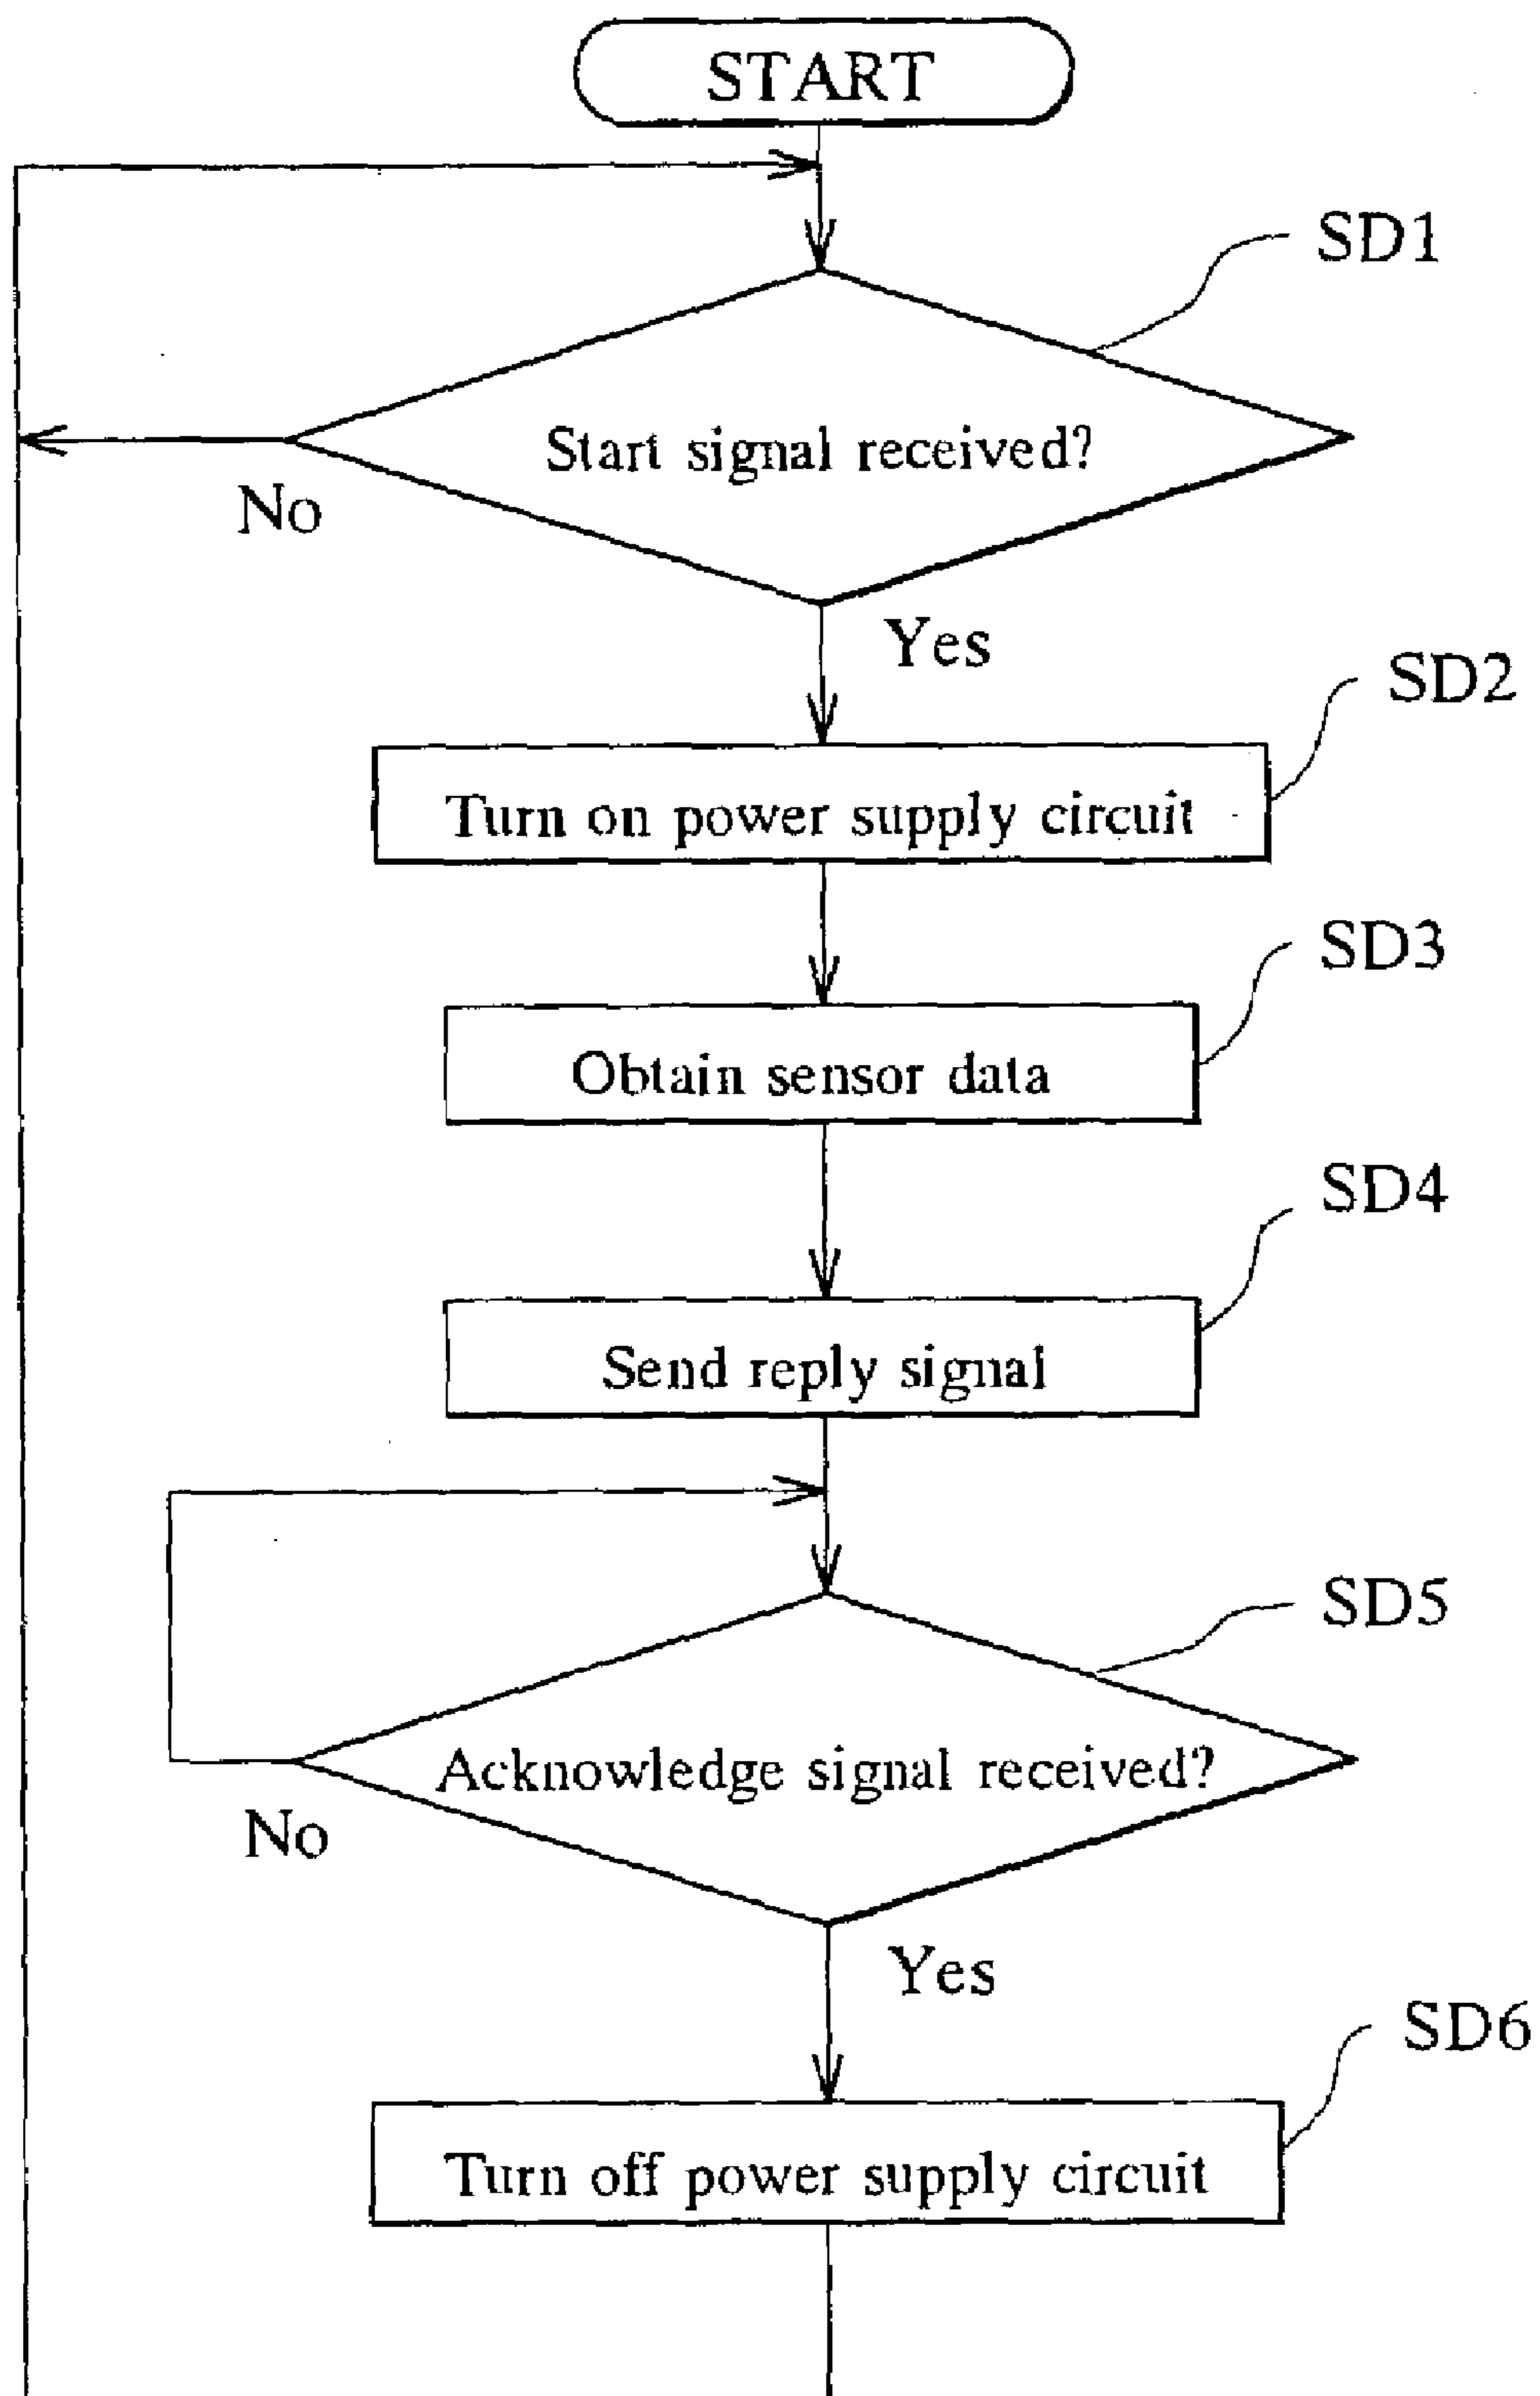 START
SD1
Start signal received?
No
Yes
SD2
Turn on power supply circuit
SD3
Obtain sensor data
SD4
Send reply signal
SD5
Acknowledge signal received?
No
Yes
SD6
Turn off power supply circuit